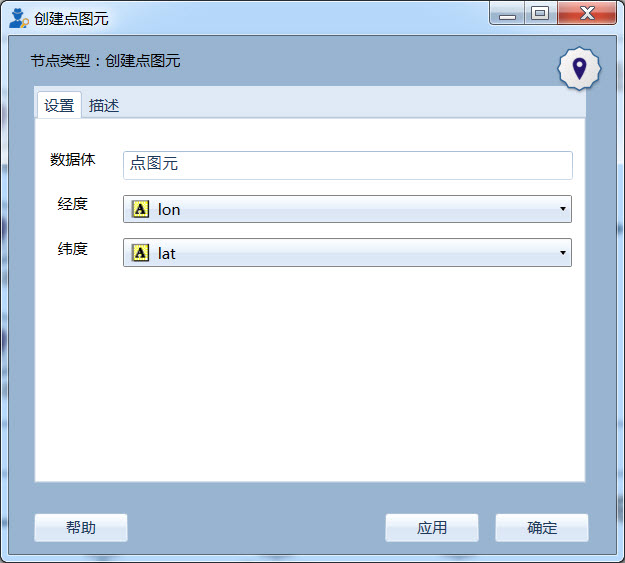 创建点图元
节点类型：创建点图元
设置 描述
数据体 点图元
经度 A lon
纬度 A lat
帮助 应用 确定